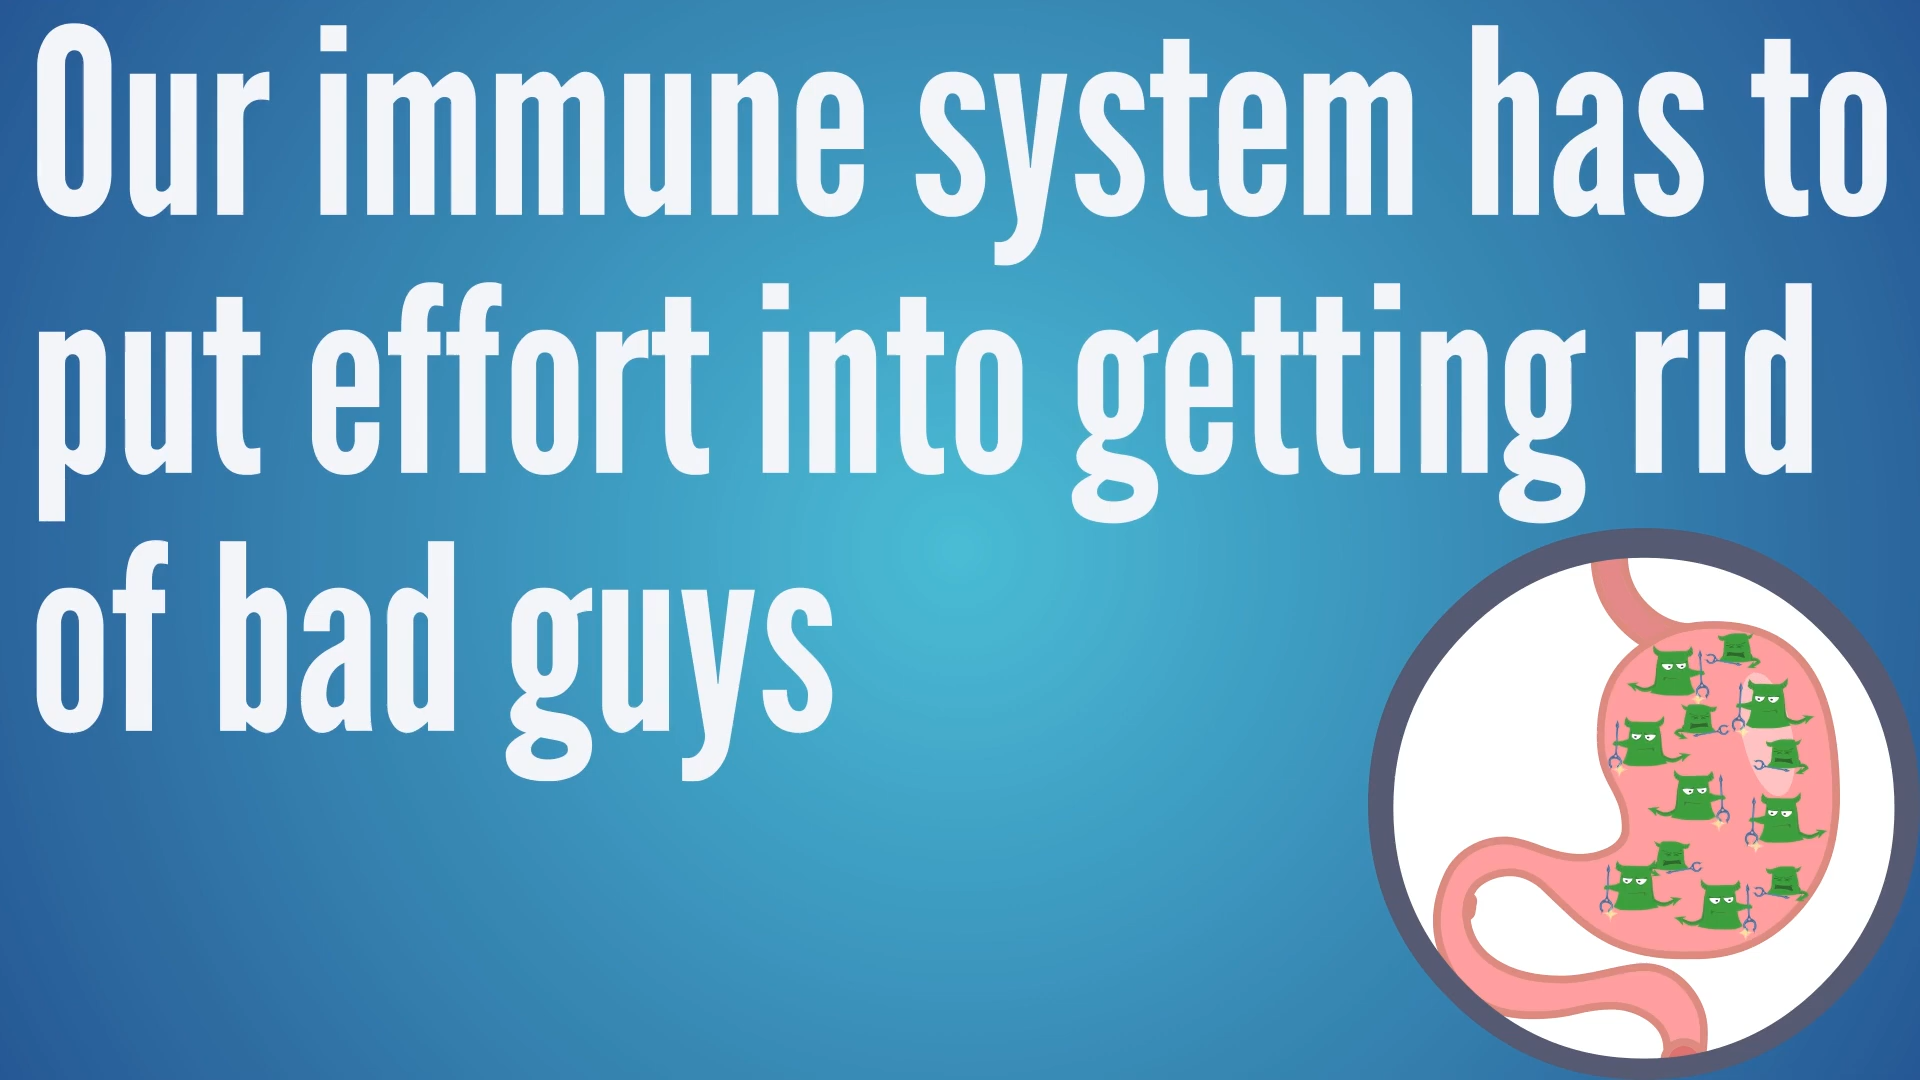 Our immune system has to
put effort into getting rid
of bad guys